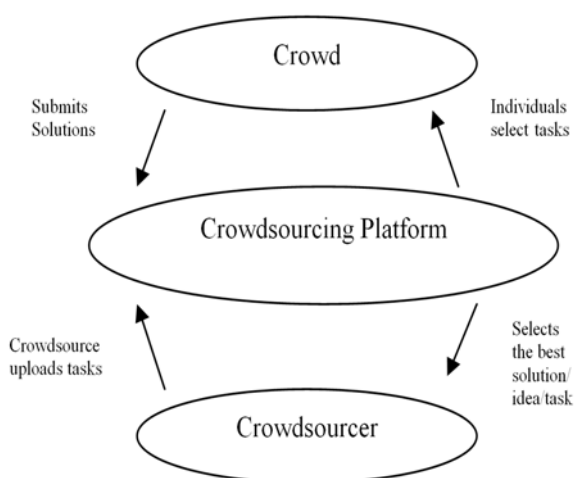 Crowd
Submits
Solutions
Individuals
select tasks
Crowdsourcing Platform
Crowdsource
uploads tasks
Selects
the best
solution/
idea/task
Crowdsourcer